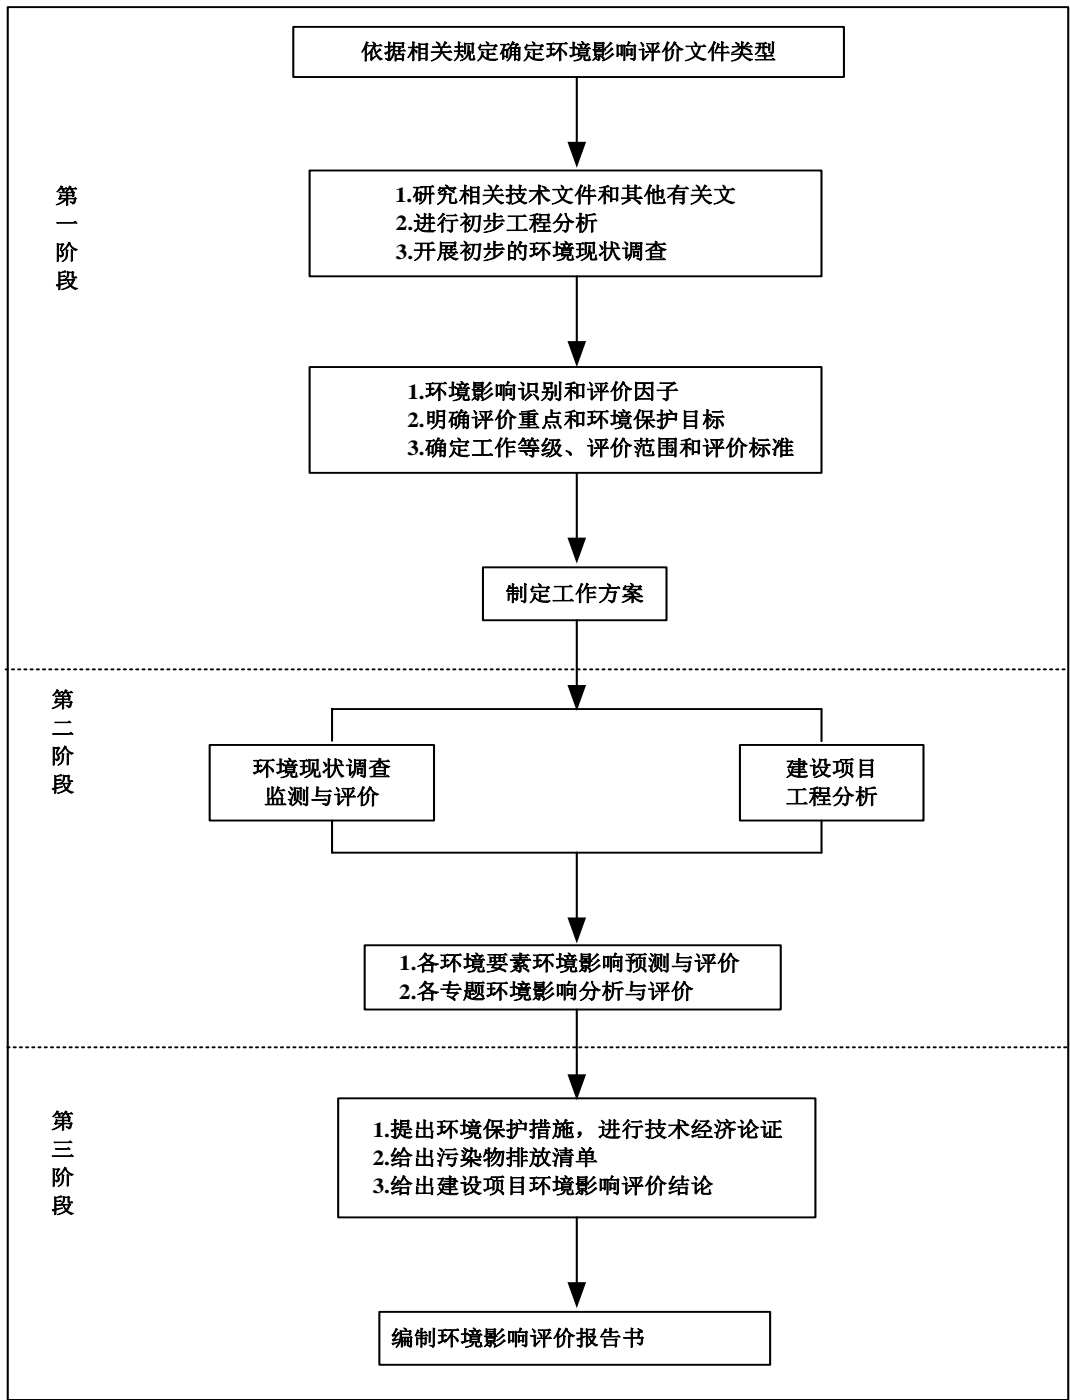 依据相关规定确定环境影响评价文件类型
第
一
阶
段
1.研究相关技术文件和其他有关文
2.进行初步工程分析
3.开展初步的环境现状调查
1.环境影响识别和评价因子
2.明确评价重点和环境保护目标
3.确定工作等级、评价范围和评价标准
制定工作方案
第
二
阶
段
环境现状调查
监测与评价
建设项目
工程分析
1.各环境要素环境影响预测与评价
2.各专题环境影响分析与评价
第
三
阶
段
1.提出环境保护措施，进行技术经济论证
2.给出污染物排放清单
3.给出建设项目环境影响评价结论
编制环境影响评价报告书